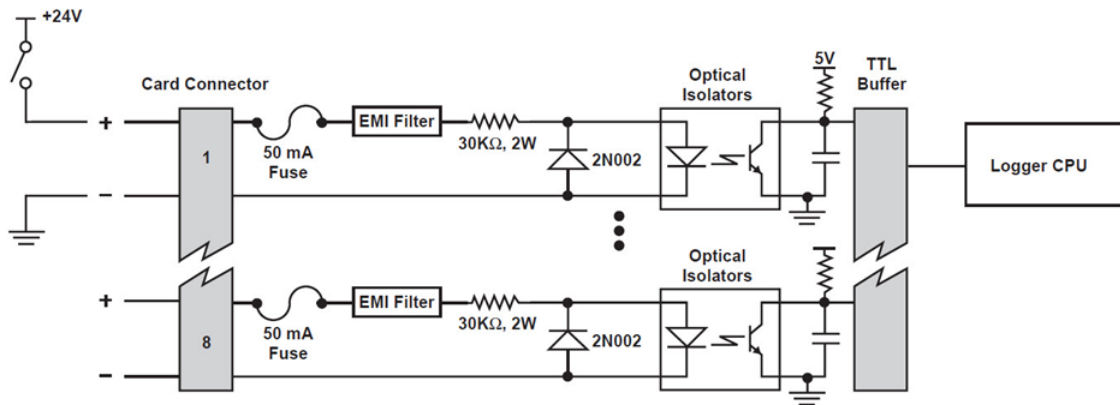 +24V
Card Connector
Optical
Isolators
5V
TTL
Buffer
+
EMI Filter
30KΩ, 2W
50 mA
Fuse
2N002
1
Logger CPU
−
Optical
Isolators
+
EMI Filter
30KΩ, 2W
50 mA
Fuse
2N002
8
−